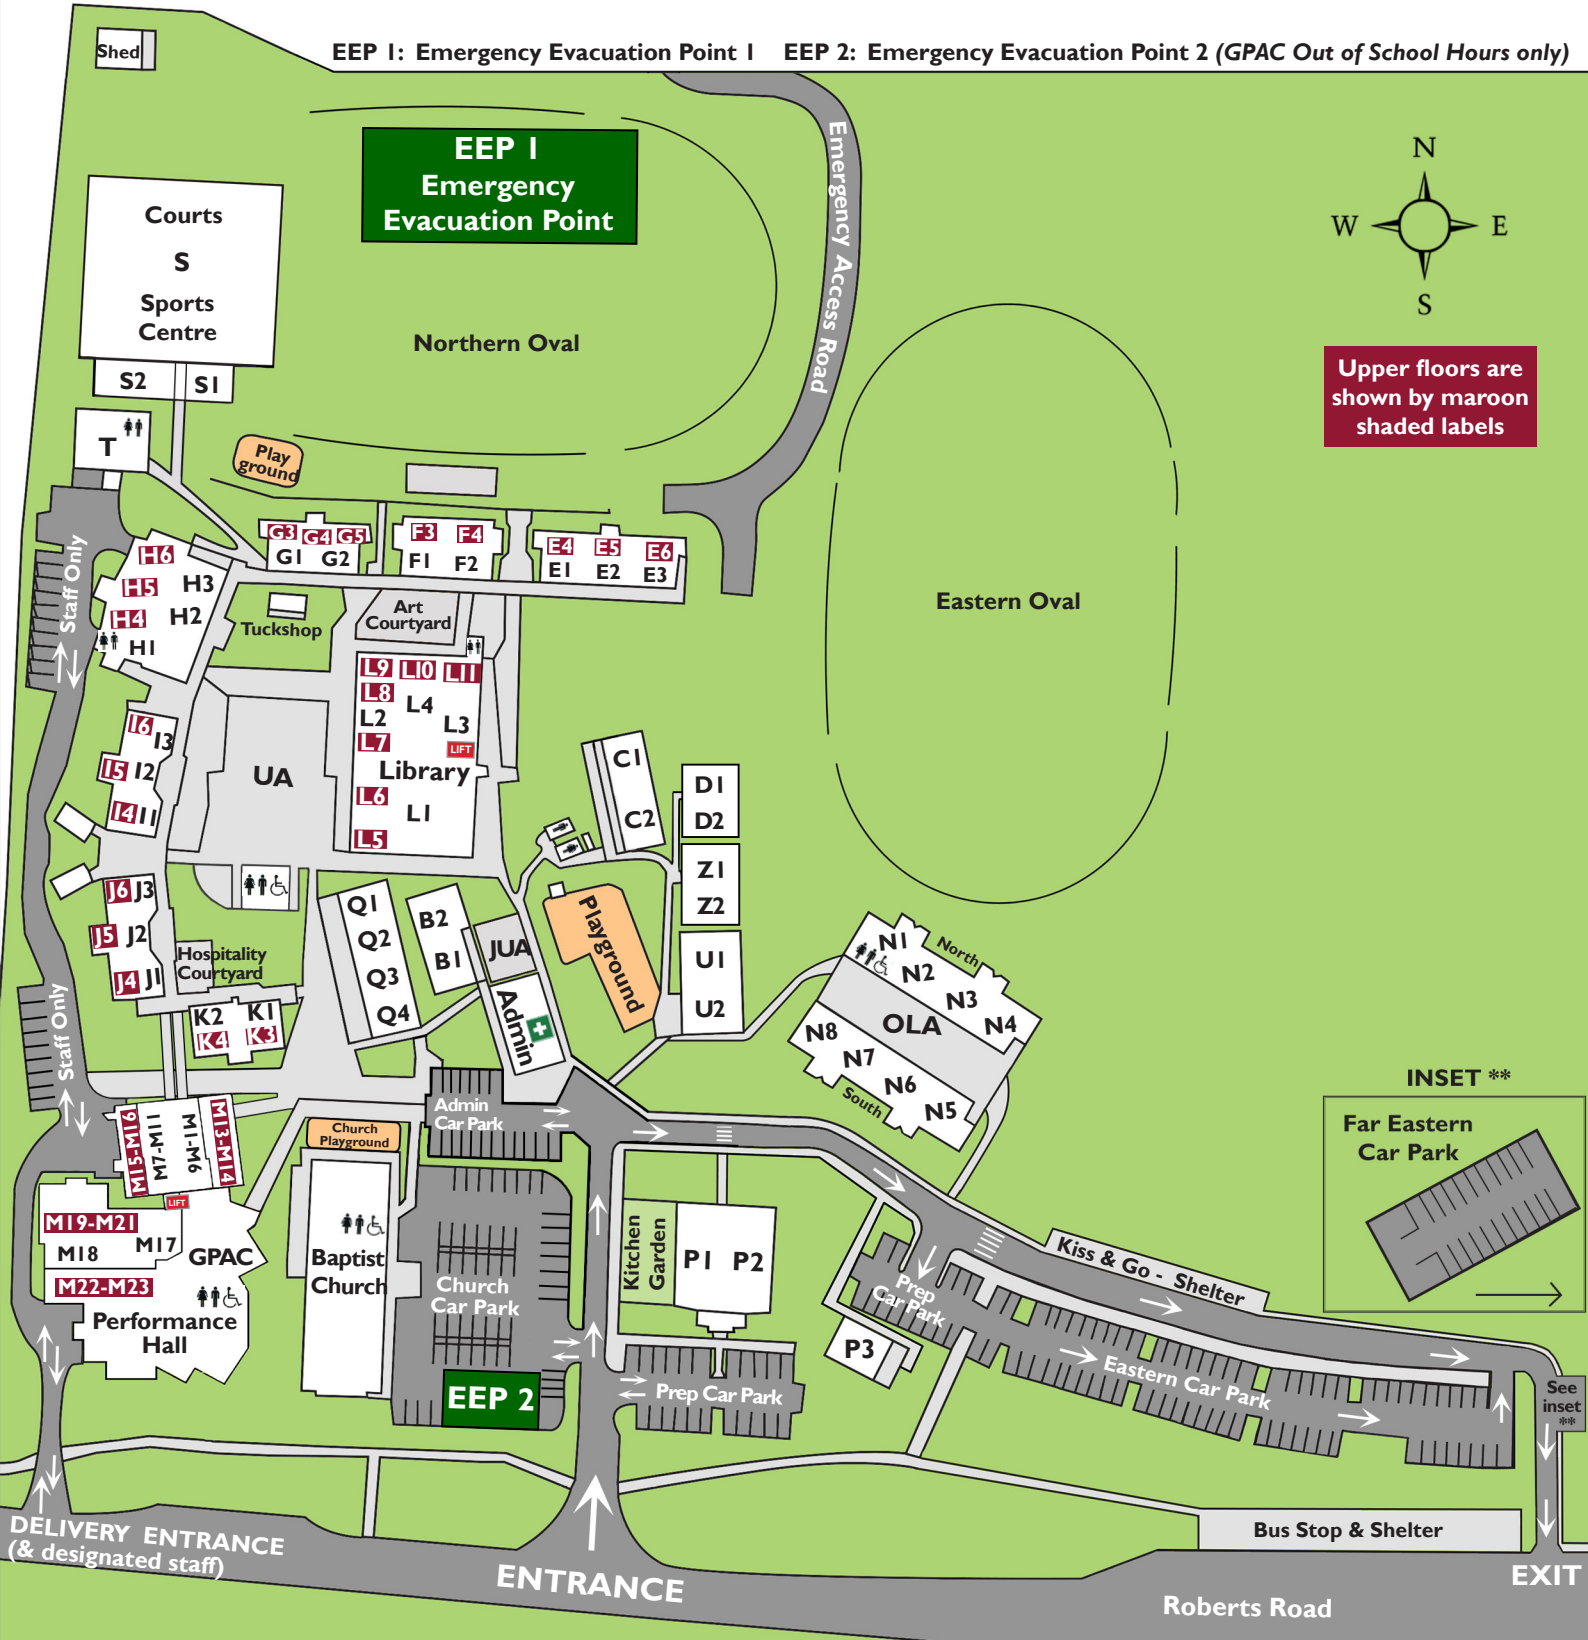 EEP 1: Emergency Evacuation Point 1 EEP 2: Emergency Evacuation Point 2 (GPAC Out of School Hours only)
Shed
EEP 1
Emergency
Evacuation Point
Emergency Access Road
N
W E
S
Courts
S
Sports
Centre
Northern Oval
Upper floors are
shown by maroon
shaded labels
S2 S1
T
Play
ground
Staff Only
H6
H5 H3
H4 H2
H1
G3 G4 G5
G1 G2
F3 F4
F1 F2
E4 E5 E6
E1 E2 E3
Eastern Oval
Tuckshop
Art
Courtyard
L9 L10 L11
L8 L4
L2 L3
L7 LIFT
Library
L6
L1
L5
I6 I3
I5 I2
I4 I1
UA
C1
C2
D1
D2
Z1
Z2
U1
U2
J6 J3
J5 J2
J4 J1
Hospitality
Courtyard
Q1
Q2
Q3
Q4
B2
B1
JUA
Admin
Playground
N1 North
N2
N3
N4
OLA
N8
N7
N6
N5
South
Staff Only
K2 K1
K4 K3
INSET **
Far Eastern
Car Park
Admin
Car Park
Church
Playground
M15-M16
M7-M11
M1-M6
M13-M14
LIFT
M19-M21
M18 M17
GPAC
M22-M23
Performance
Hall
Baptist
Church
Church
Car Park
EEP 2
Kitchen
Garden
P1 P2
Prep Car Park
Prep
Car Park
P3
Kiss & Go - Shelter
Eastern Car Park
See
inset
**
Bus Stop & Shelter
DELIVERY ENTRANCE
(& designated staff)
ENTRANCE
EXIT
Roberts Road